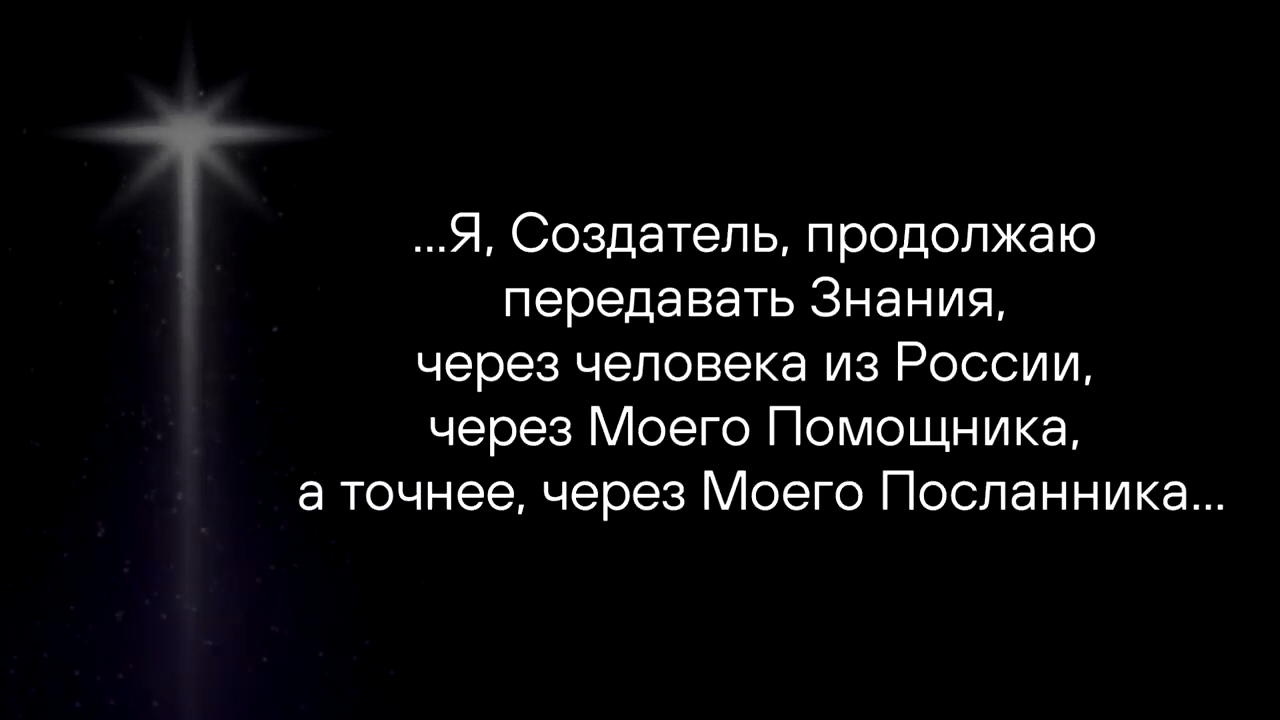 ...Я, Создатель, продолжаю
передавать Знания,
через человека из России,
через Моего Помощника,
а точнее, через Моего Посланника...